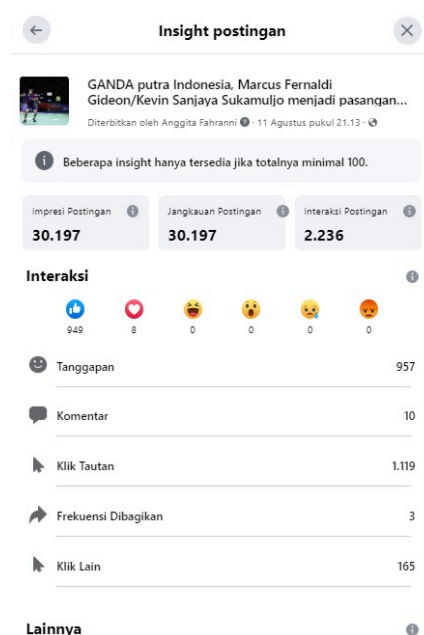 Insight postingan
GANDA putra Indonesia, Marcus Fernaldi
Gideon/Kevin Sanjaya Sukamuljo menjadi pasangan...
Diterbitkan oleh Anggita Fahranni · 11 Agustus pukul 21.13 ·
Beberapa insight hanya tersedia jika totalnya minimal 100.
Impresi Postingan
30.197
Jangkauan Postingan
30.197
Interaksi Postingan
2.236
Interaksi
949 8 0 0 0 0
Tanggapan 957
Komentar 10
Klik Tautan 1.119
Frekuensi Dibagikan 3
Klik Lain 165
Lainnya